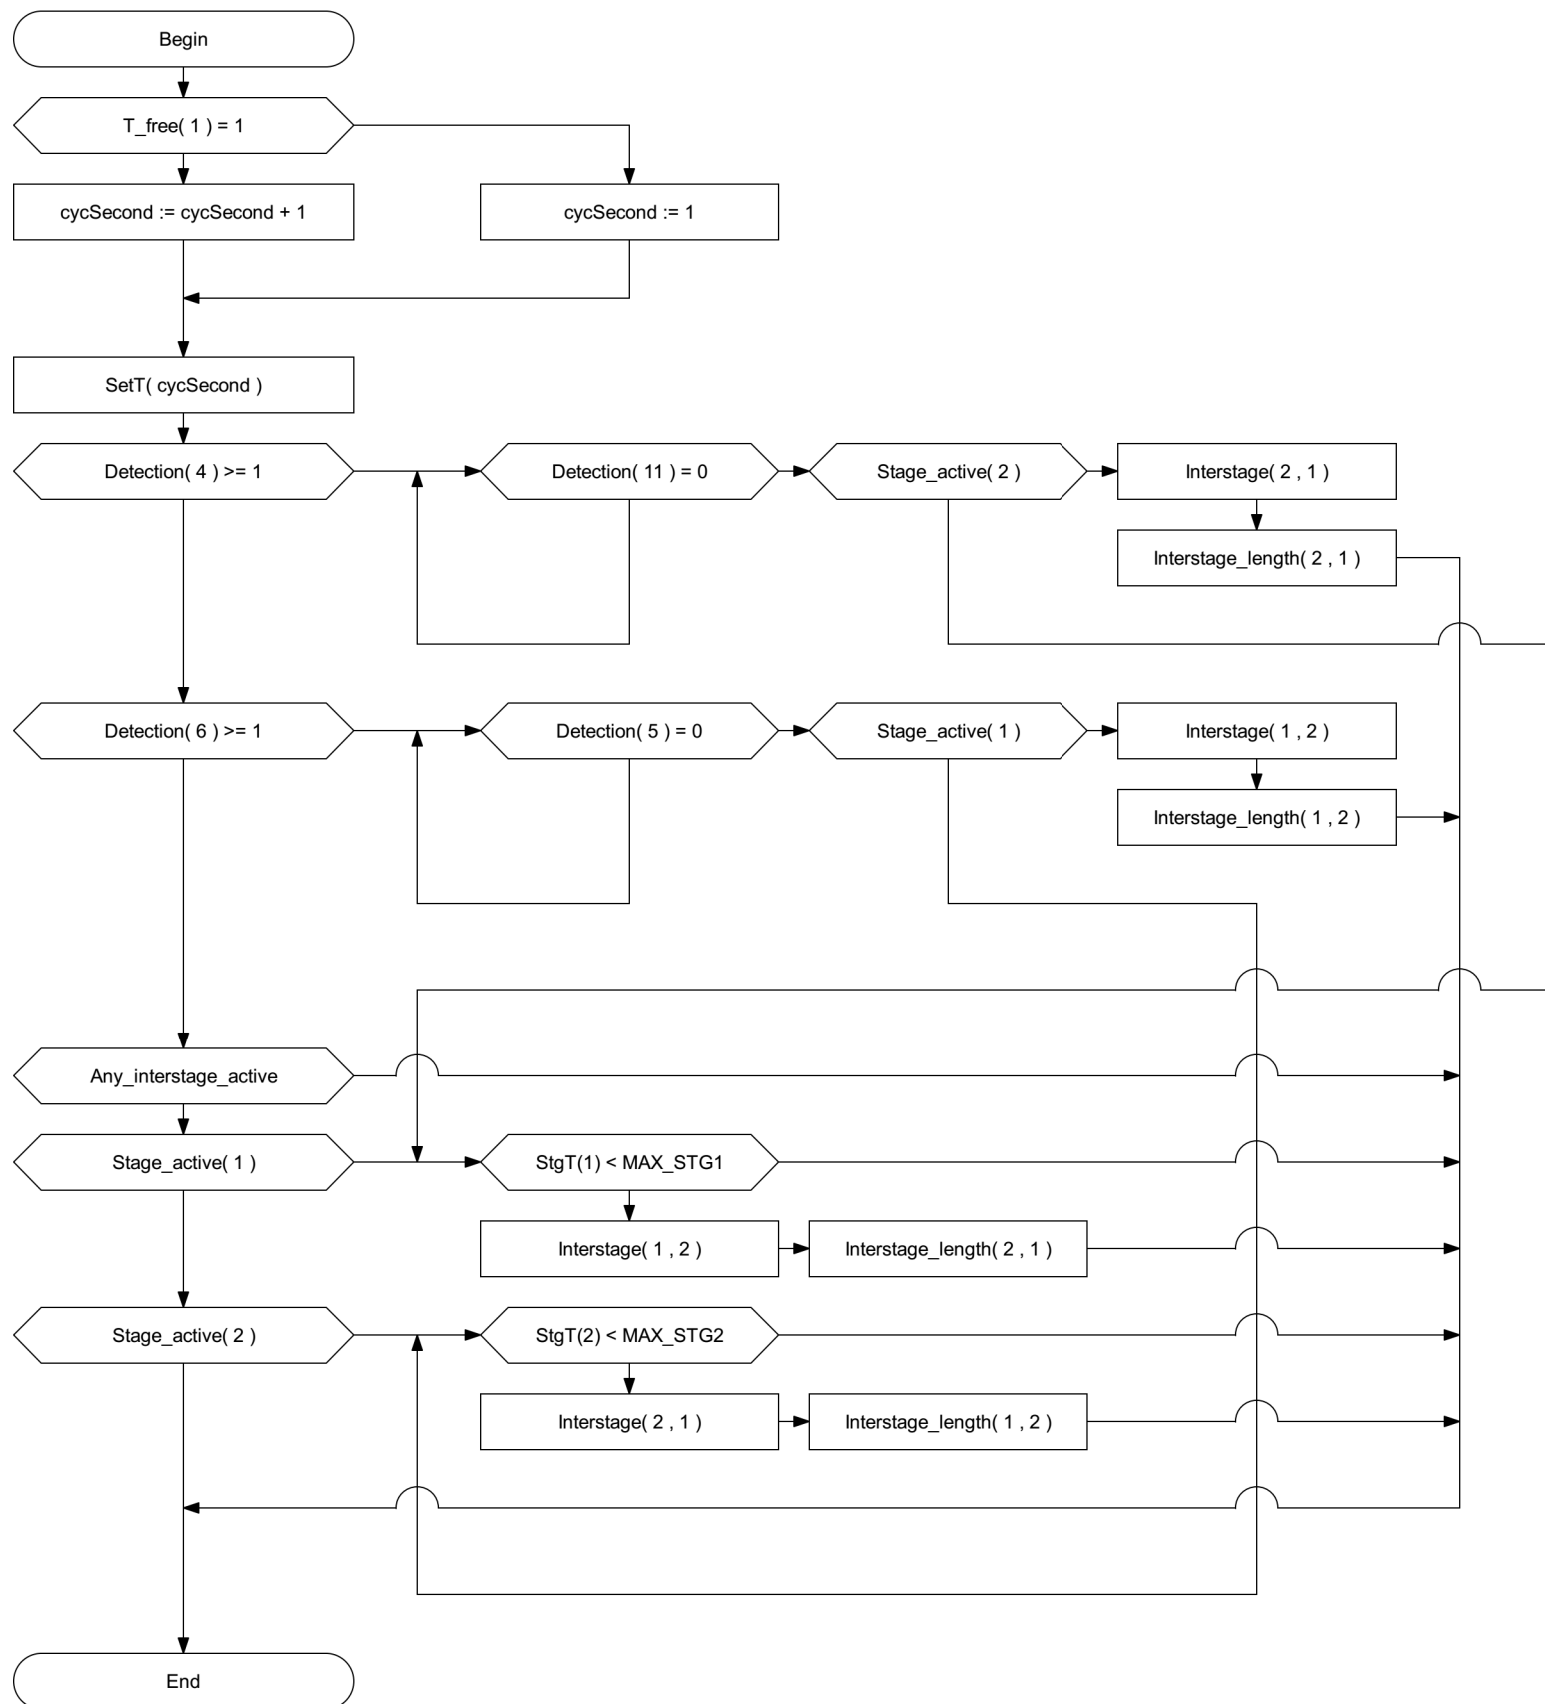 Begin
T_free( 1 ) = 1
cycSecond := cycSecond + 1
cycSecond := 1
SetT( cycSecond )
Detection( 4 ) >= 1
Detection( 11 ) = 0
Stage_active( 2 )
Interstage( 2 , 1 )
Interstage_length( 2 , 1 )
Detection( 6 ) >= 1
Detection( 5 ) = 0
Stage_active( 1 )
Interstage( 1 , 2 )
Interstage_length( 1 , 2 )
Any_interstage_active
Stage_active( 1 )
StgT(1) < MAX_STG1
Interstage( 1 , 2 )
Interstage_length( 2 , 1 )
Stage_active( 2 )
StgT(2) < MAX_STG2
Interstage( 2 , 1 )
Interstage_length( 1 , 2 )
End